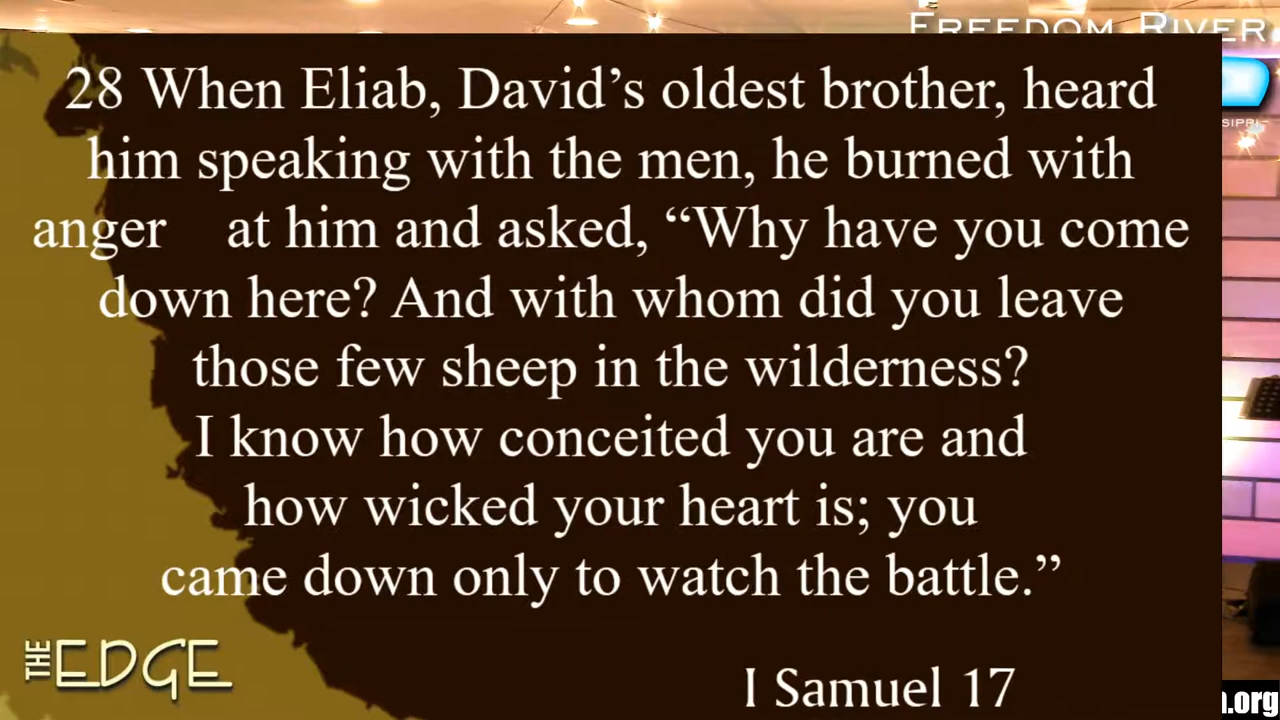 FREEDOM RIVER
28 When Eliab, David’s oldest brother, heard
him speaking with the men, he burned with
anger at him and asked, “Why have you come
down here? And with whom did you leave
those few sheep in the wilderness?
I know how conceited you are and
how wicked your heart is; you
came down only to watch the battle.”
THE EDGE
I Samuel 17
.org